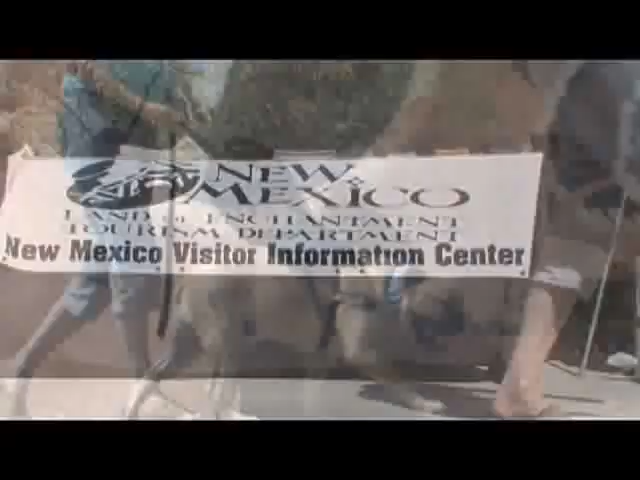 NEW
MEXICO
LAND OF ENCHANTMENT
TOURISM DEPARTMENT
New Mexico Visitor Information Center